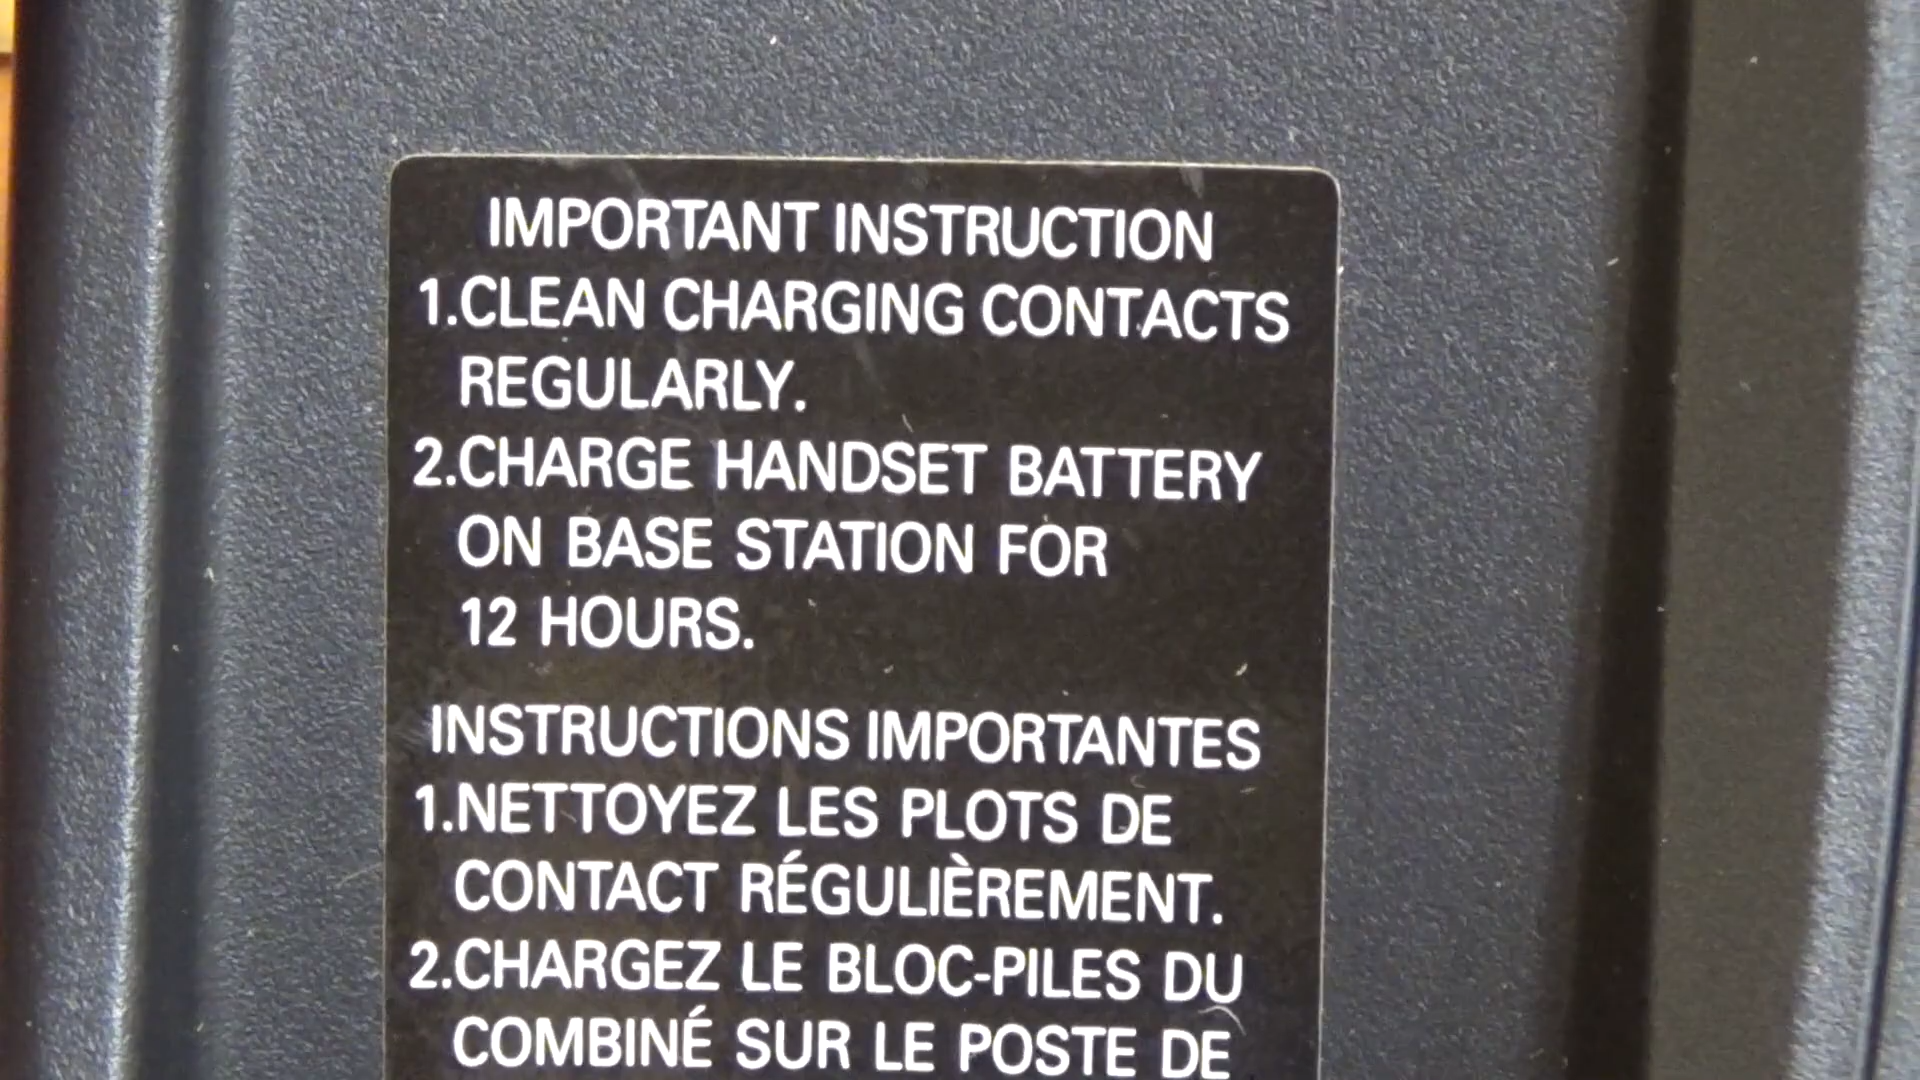 IMPORTANT INSTRUCTION
1.CLEAN CHARGING CONTACTS
REGULARLY.
2.CHARGE HANDSET BATTERY
ON BASE STATION FOR
12 HOURS.
INSTRUCTIONS IMPORTANTES
1.NETTOYEZ LES PLOTS DE
CONTACT RÉGULIÈREMENT.
2.CHARGEZ LE BLOC-PILES DU
COMBINÉ SUR LE POSTE DE